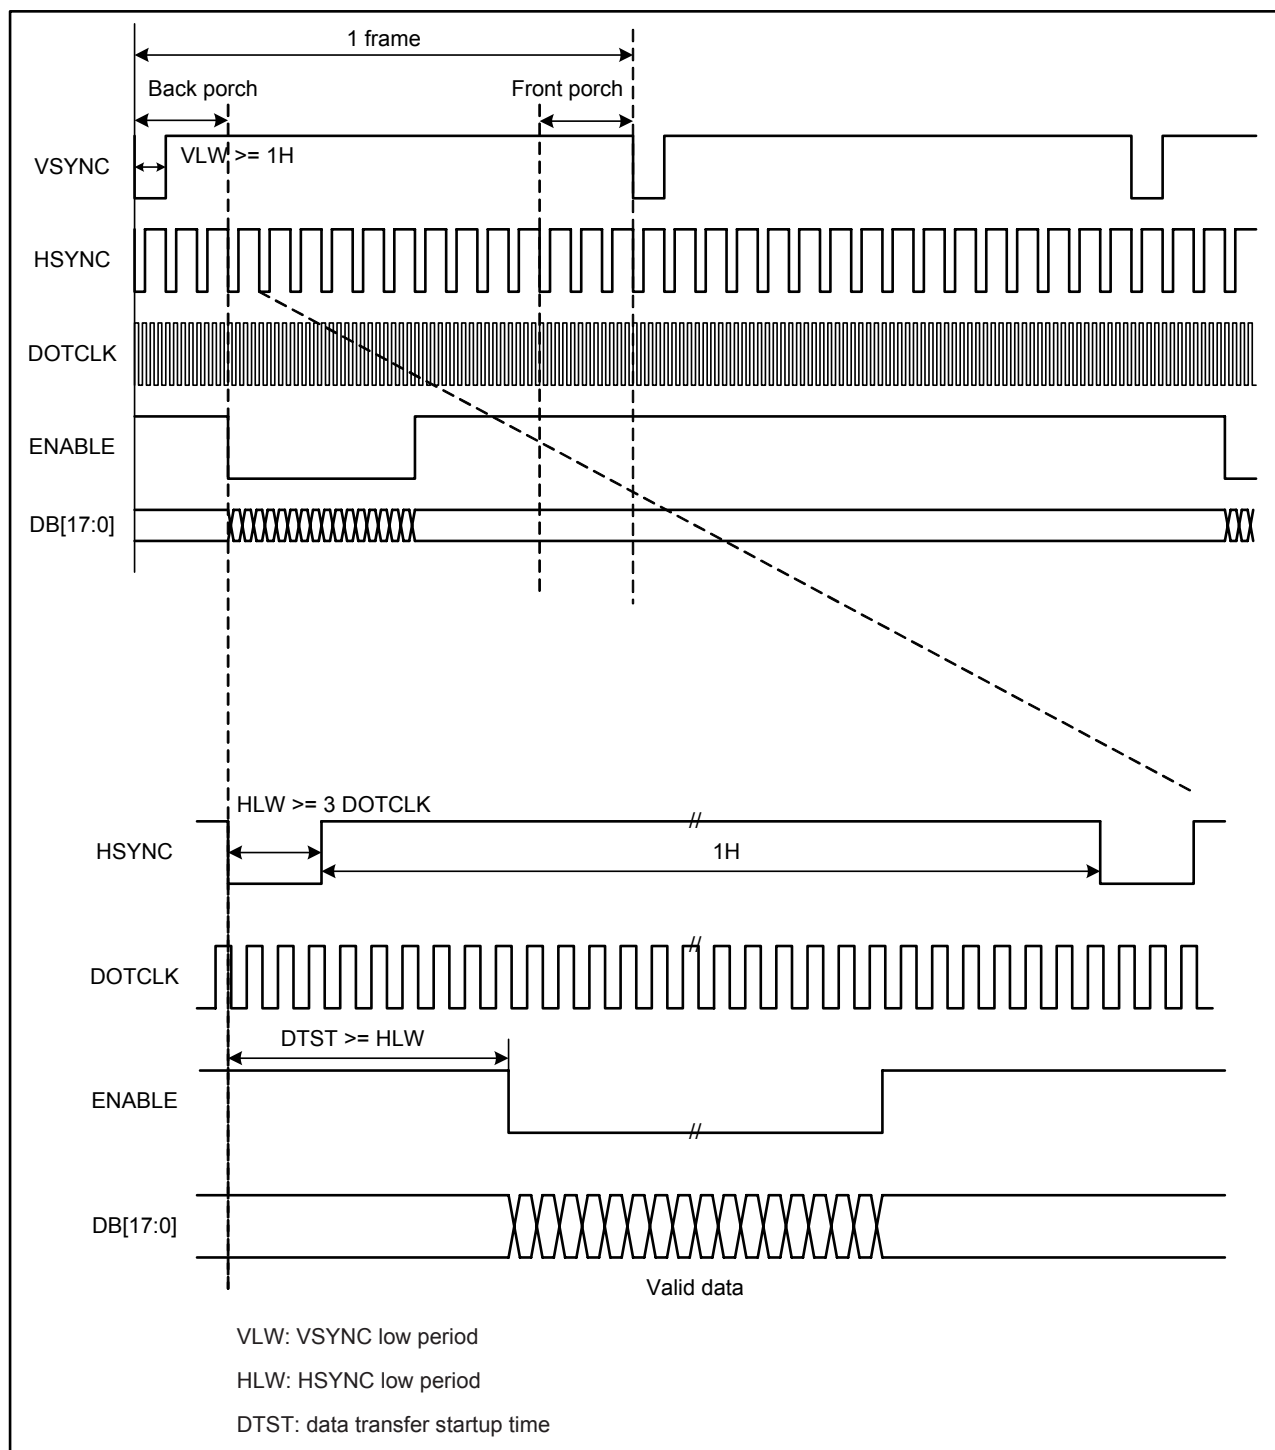 1 frame
Back porch
Front porch
VLW >= 1H
VSYNC
HSYNC
DOTCLK
ENABLE
DB[17:0]
HLW >= 3 DOTCLK
//
HSYNC
1H
//
DOTCLK
DTST >= HLW
ENABLE
//
DB[17:0]
Valid data
VLW: VSYNC low period
HLW: HSYNC low period
DTST: data transfer startup time